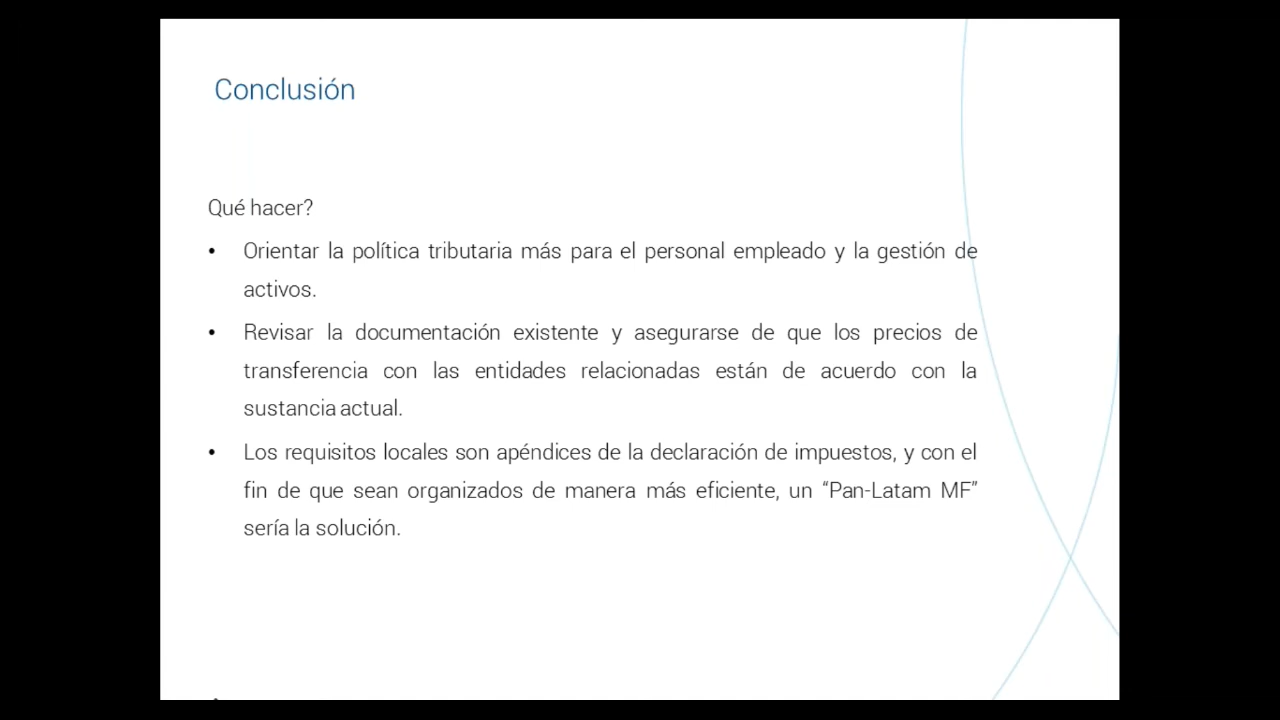 Conclusión
Qué hacer?
• Orientar la política tributaria más para el personal empleado y la gestión de
activos.
• Revisar la documentación existente y asegurarse de que los precios de
transferencia con las entidades relacionadas están de acuerdo con la
sustancia actual.
• Los requisitos locales son apéndices de la declaración de impuestos, y con el
fin de que sean organizados de manera más eficiente, un “Pan-Latam MF”
sería la solución.